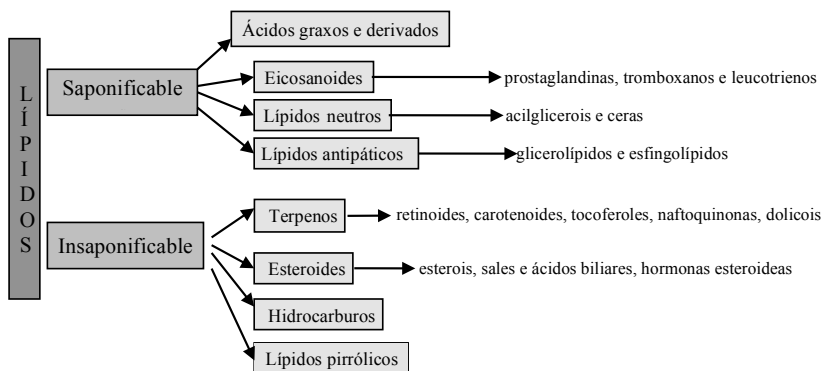 LÍPIDOS
Saponificable
Ácidos graxos e derivados
Eicosanoides
prostaglandinas, tromboxanos e leucotrienos
Lípidos neutros
acilglicerois e ceras
Lípidos antipáticos
glicerolípidos e esfingolípidos
Insaponificable
Terpenos
retinoides, carotenoides, tocoferoles, naftoquinonas, dolicois
Esteroides
esterois, sales e ácidos biliares, hormonas esteroideas
Hidrocarburos
Lípidos pirrólicos